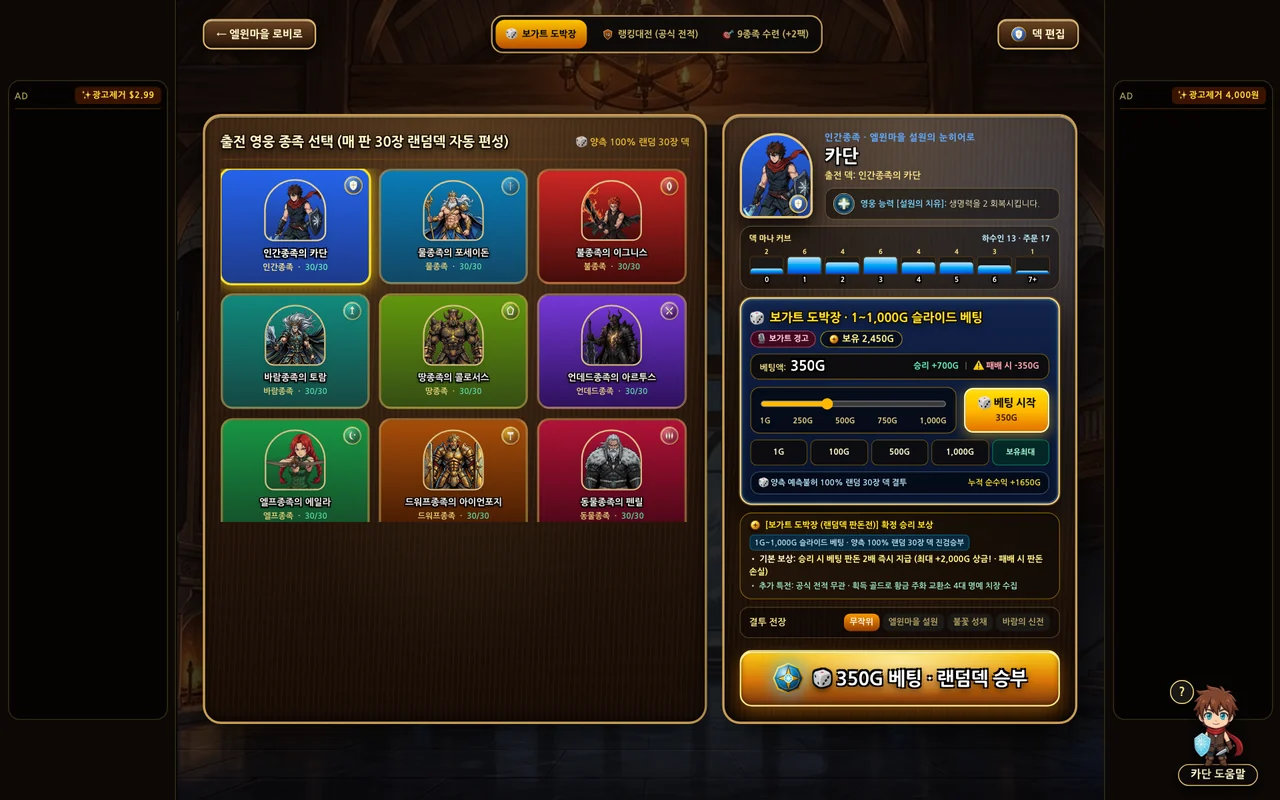 ← 엘윈마을 로비로
보가트 도박장
랭킹대전 (공식 전적)
9종족 수련 (+2팩)
덱 편집
AD
광고제거 $2.99
AD
광고제거 4,000원
출전 영웅 종족 선택 (매 판 30장 랜덤덱 자동 편성)
양측 100% 랜덤 30장 덱
인간종족의 카단
인간종족 · 30/30
물종족의 포세이돈
물종족 · 30/30
불종족의 이그니스
불종족 · 30/30
바람종족의 토람
바람종족 · 30/30
땅종족의 콜로서스
땅종족 · 30/30
언데드종족의 아르투스
언데드종족 · 30/30
엘프종족의 에일라
엘프종족 · 30/30
드워프종족의 아이언포지
드워프종족 · 30/30
동물종족의 펜릴
동물종족 · 30/30
인간종족 · 엘윈마을 설원의 눈히어로
카단
출전 덱: 인간종족의 카단
영웅 능력 [설원의 치유]: 생명력을 2 회복시킵니다.
덱 마나 커브
하수인 13 · 주문 17
2 6 4 6 4 4 3 1
0 1 2 3 4 5 6 7+
보가트 도박장 · 1~1,000G 슬라이드 베팅
보가트 경고
보유 2,450G
베팅액: 350G
승리 +700G | 패배 시 -350G
1G 250G 500G 750G 1,000G
베팅 시작
350G
1G
100G
500G
1,000G
보유최대
양측 예측불허 100% 랜덤 30장 덱 결투
누적 순수익 +1650G
[보가트 도박장 (랜덤덱 판돈전)] 확정 승리 보상
1G~1,000G 슬라이드 베팅 · 양측 100% 랜덤 30장 덱 진검승부
• 기본 보상: 승리 시 베팅 판돈 2배 즉시 지급 (최대 +2,000G 상금! · 패배 시 판돈
손실)
• 추가 특전: 공식 전적 무관 · 획득 골드로 황금 주화 교환소 4대 명예 치장 수집
결투 전장
무작위
엘윈마을 설원
불꽃 성채
바람의 신전
350G 베팅 · 랜덤덱 승부
?
카단 도움말